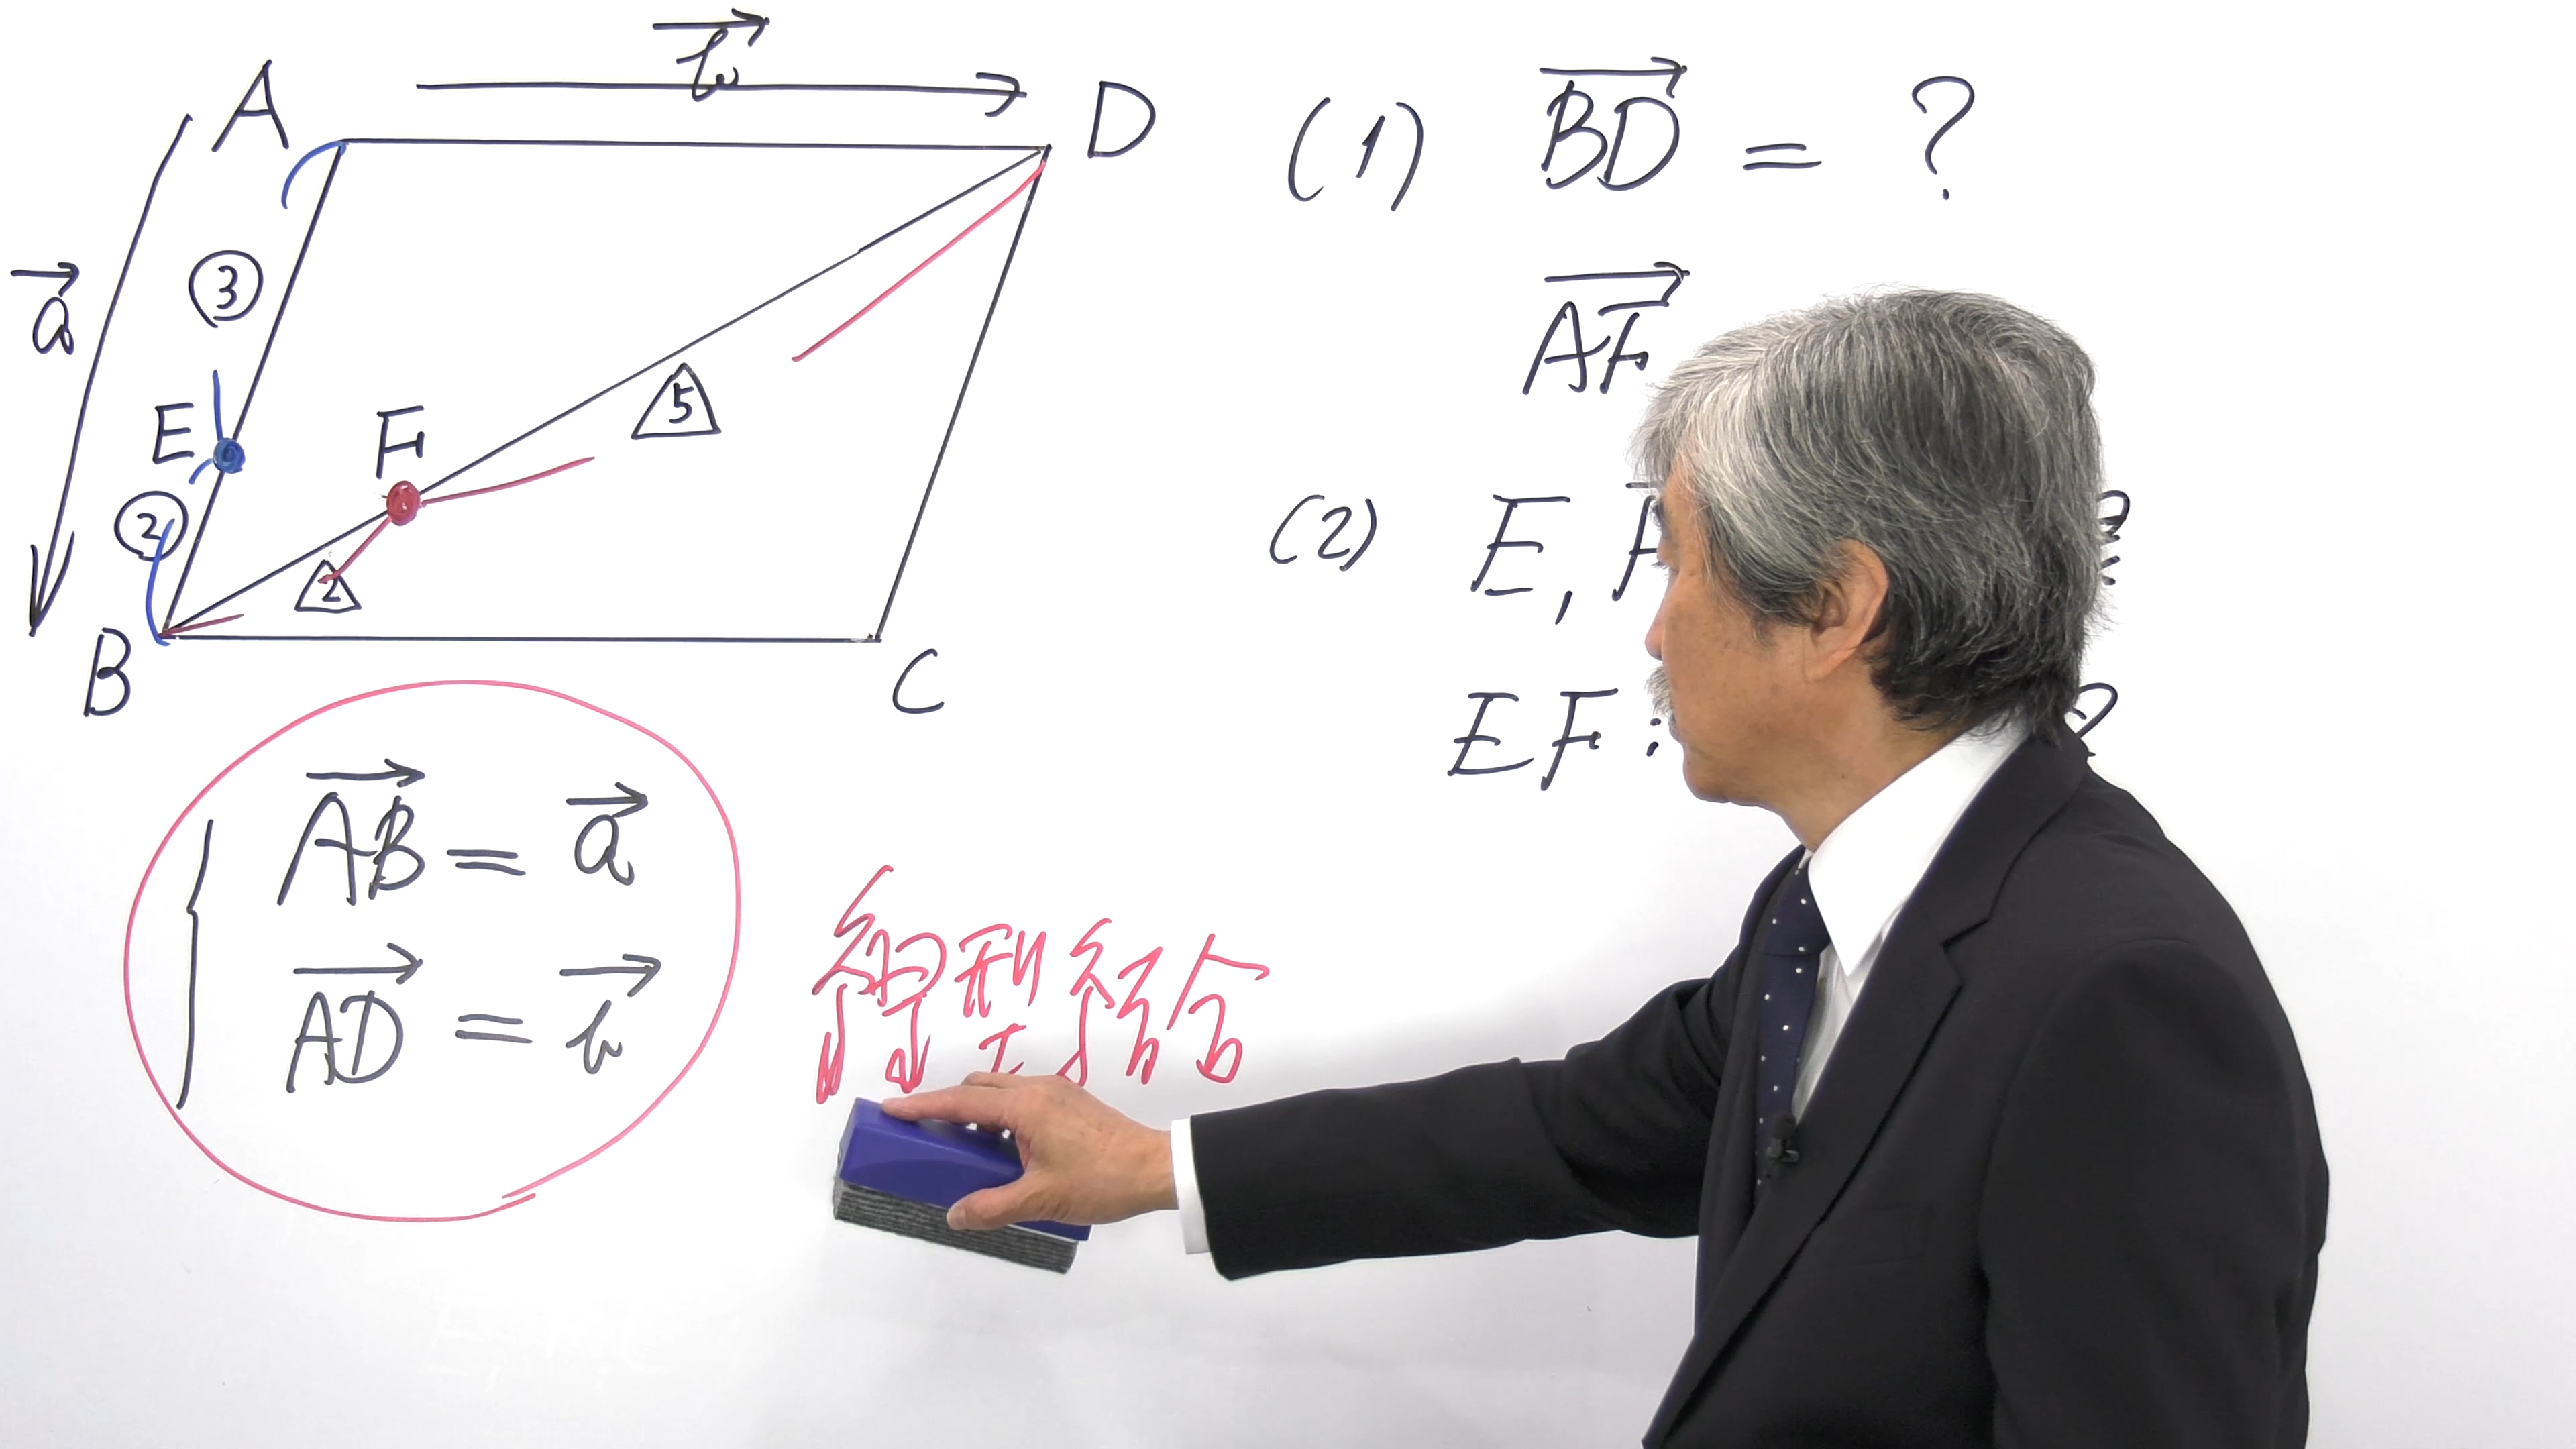 b
A D
a
③
E
F
5
②
2
B C
AB = a
AD = b
線型結合
(1) BD = ?
AF
(2) E, F ?
EF : ?